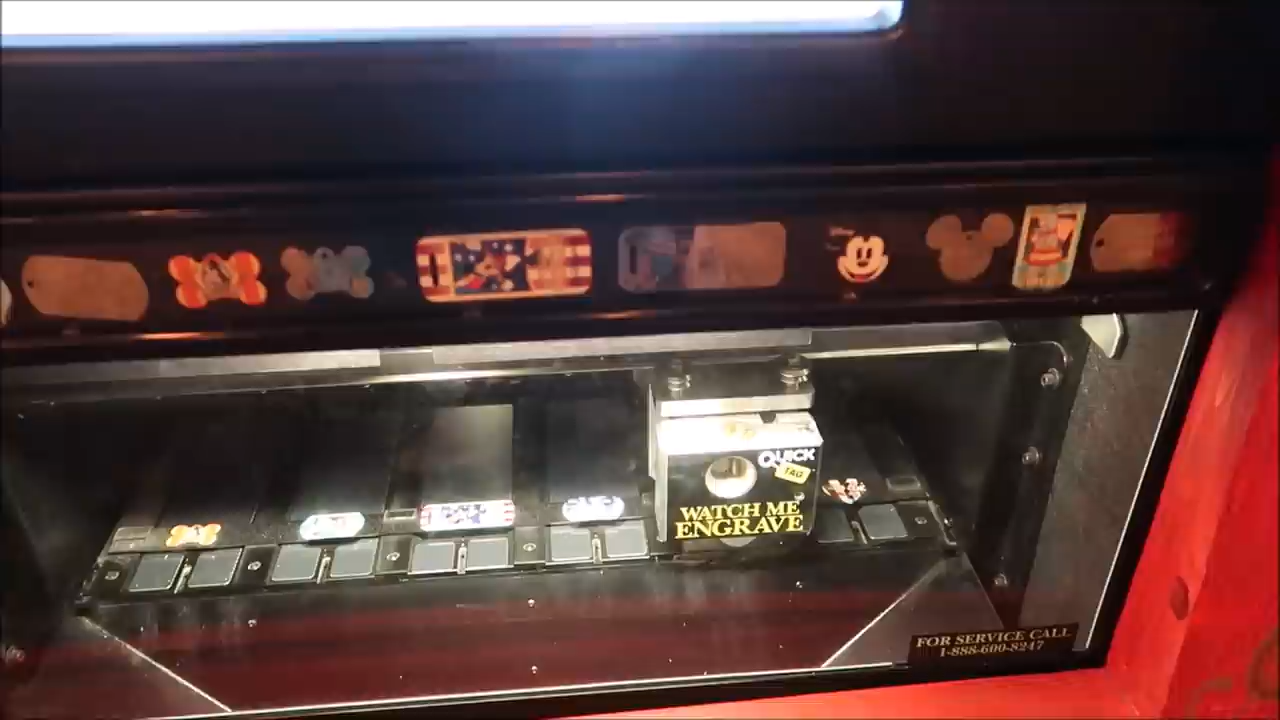 QUICK
TAG
WATCH ME
ENGRAVE
FOR SERVICE CALL
1-888-600-8247